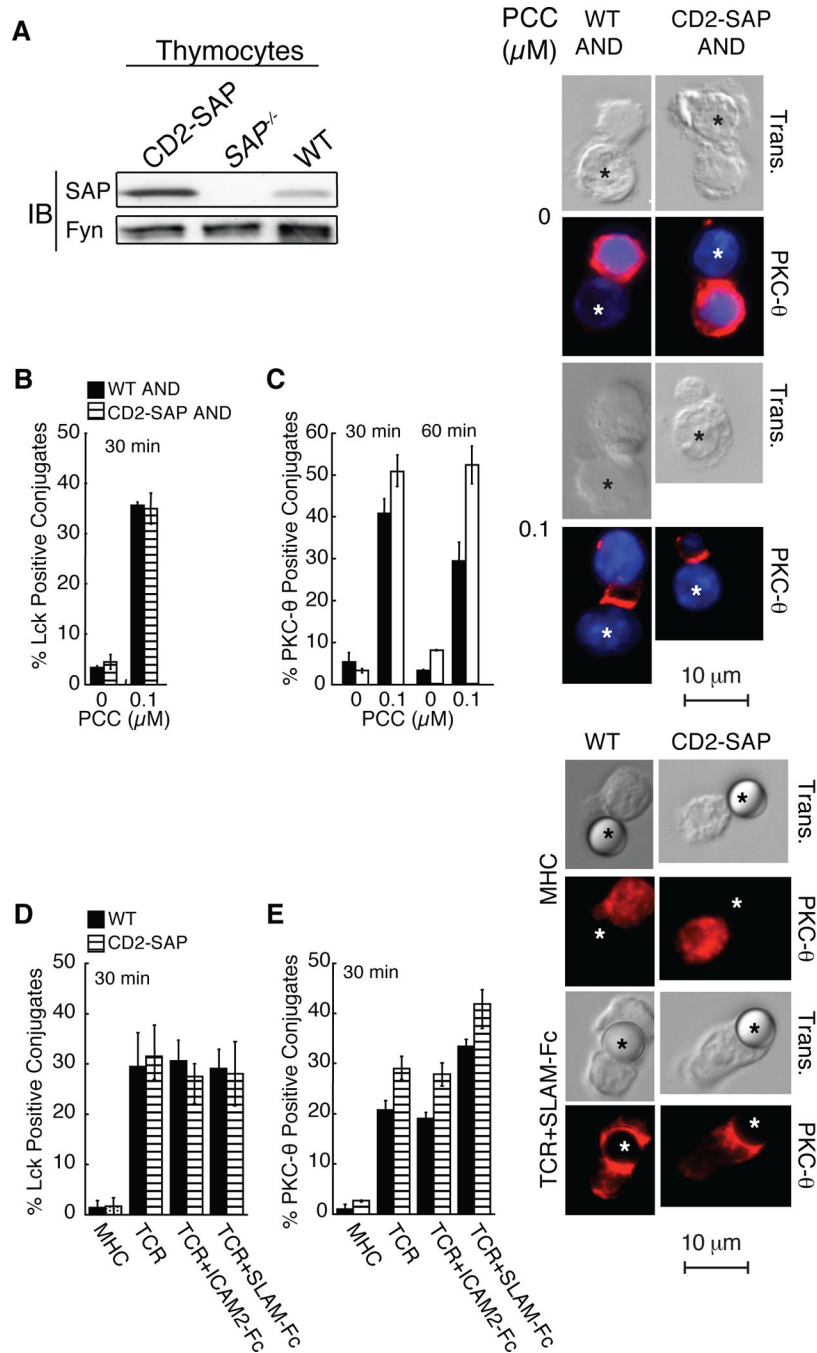 A
Thymocytes
CD2-SAP
SAP-/-
WT
IB
SAP
Fyn
B
WT AND
CD2-SAP AND
30 min
% Lck Positive Conjugates
50
40
30
20
10
0
0 0.1
PCC (µM)
C
30 min 60 min
% PKC-θ Positive Conjugates
60
50
40
30
20
10
0
0 0.1 0 0.1
PCC (µM)
PCC
(µM)
WT
AND
CD2-SAP
AND
0
Trans.
*
*
PKC-θ
*
*
0.1
Trans.
*
*
PKC-θ
*
*
10 µm
D
WT
CD2-SAP
30 min
% Lck Positive Conjugates
50
40
30
20
10
0
MHC
TCR
TCR+ICAM2-Fc
TCR+SLAM-Fc
E
30 min
% PKC-θ Positive Conjugates
50
40
30
20
10
0
MHC
TCR
TCR+ICAM2-Fc
TCR+SLAM-Fc
WT CD2-SAP
MHC
Trans.
*
*
PKC-θ
*
*
TCR+SLAM-Fc
Trans.
*
*
PKC-θ
*
*
10 µm